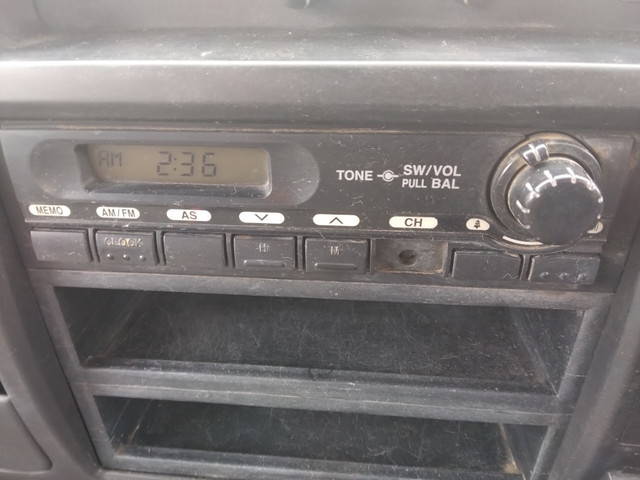 AM 2:36
TONE SW/VOL
PULL BAL
MEMO AM/FM AS CH
CLOCK H M